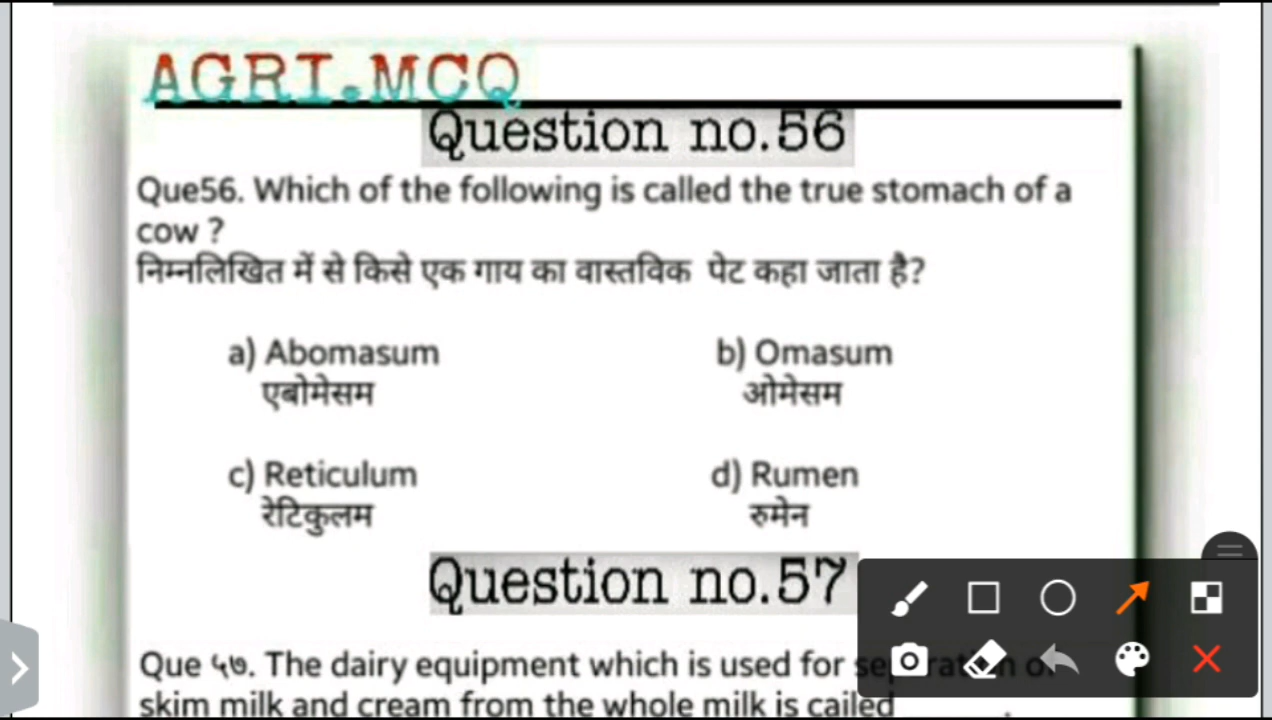 AGRI.MCQ
Question no.56
Que56. Which of the following is called the true stomach of a
cow ?
निम्नलिखित में से किसे एक गाय का वास्तविक पेट कहा जाता है?
a) Abomasum
एबोमेसम
b) Omasum
ओमेसम
c) Reticulum
रेटिकुलम
d) Rumen
रुमेन
Question no.57
Que ५७. The dairy equipment which is used for
skim milk and cream from the whole milk is cailed